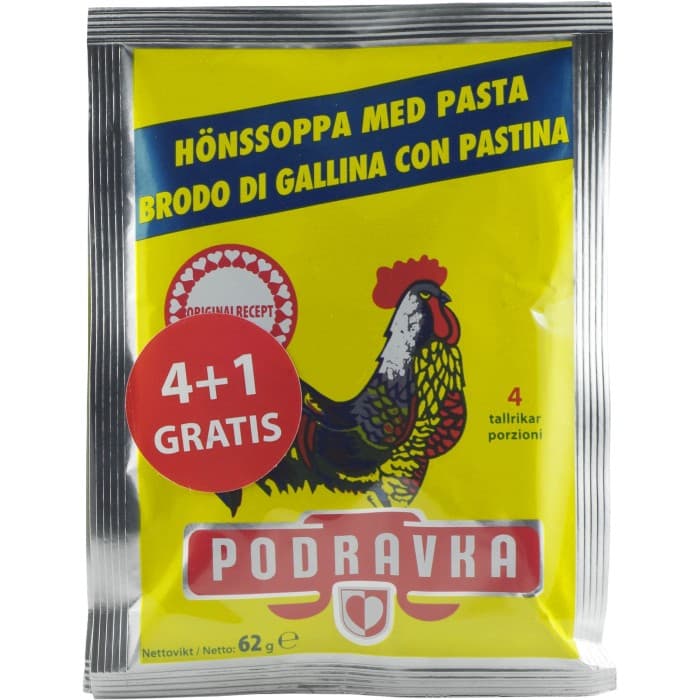 HÖNSSOPPA MED PASTA
BRODO DI GALLINA CON PASTINA
ORIGINALRECEPT
4+1
GRATIS
4
tallrikar
porzioni
PODRAVKA
Nettovikt / Netto: 62 g ℮